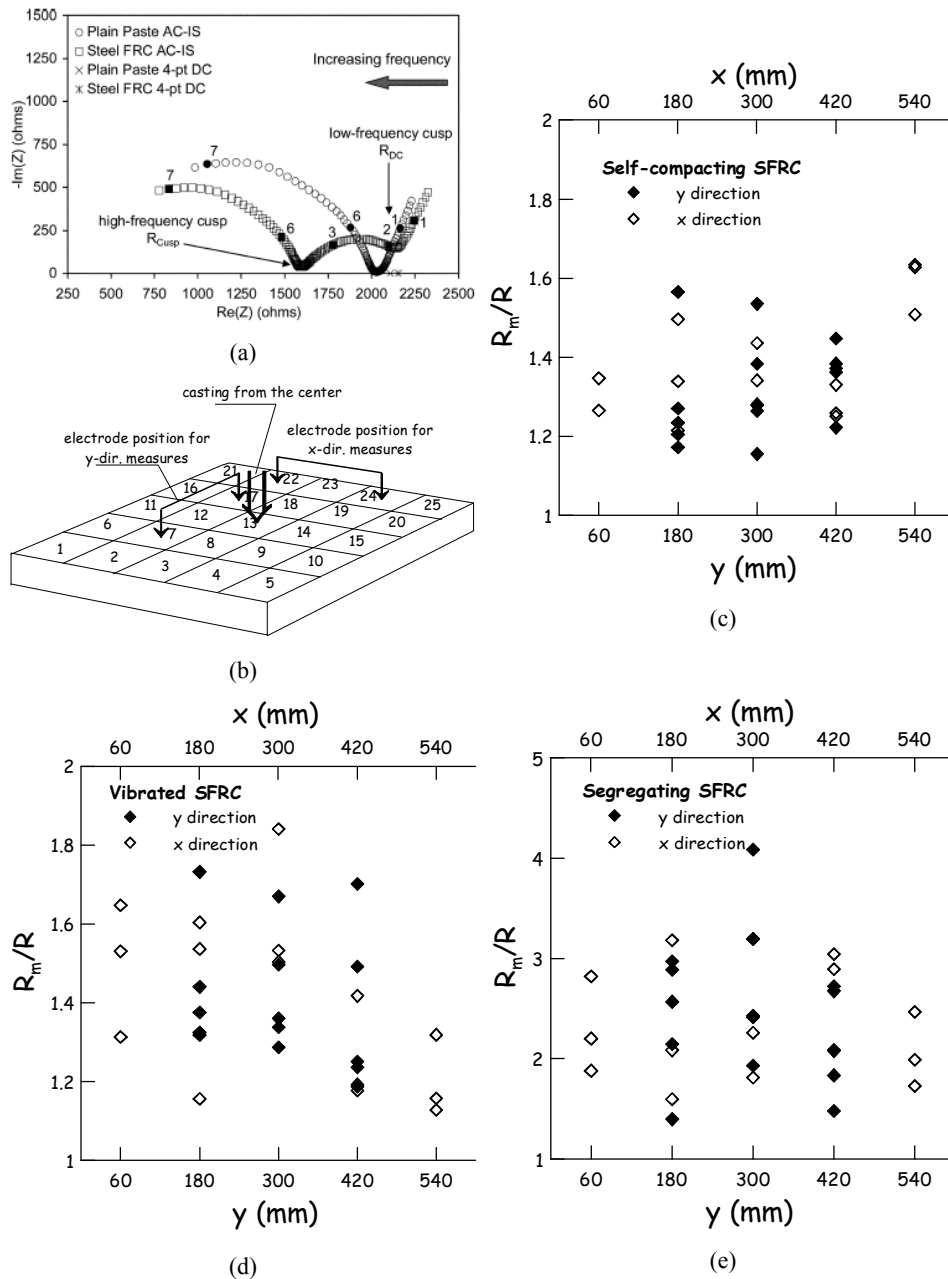 1500
1250
1000
750
500
250
0
-Im(Z) (ohms)
Plain Paste AC-IS
Steel FRC AC-IS
Plain Paste 4-pt DC
Steel FRC 4-pt DC
Increasing frequency
low-frequency cusp
R_DC
high-frequency cusp
R_Cusp
7
7
6
6
3
2
1
1
250 500 750 1000 1250 1500 1750 2000 2250 2500
Re(Z) (ohms)
(a)
casting from the center
electrode position for
y-dir. measures
electrode position for
x-dir. measures
21 22 23 24 25
16 17 18 19 20
11 12 13 14 15
6 7 8 9 10
1 2 3 4 5
(b)
x (mm)
60 180 300 420 540
2
1.8
1.6
1.4
1.2
1
R_m/R
Self-compacting SFRC
y direction
x direction
60 180 300 420 540
y (mm)
(c)
x (mm)
60 180 300 420 540
2
1.8
1.6
1.4
1.2
1
R_m/R
Vibrated SFRC
y direction
x direction
60 180 300 420 540
y (mm)
(d)
x (mm)
60 180 300 420 540
5
4
3
2
1
R_m/R
Segregating SFRC
y direction
x direction
60 180 300 420 540
y (mm)
(e)